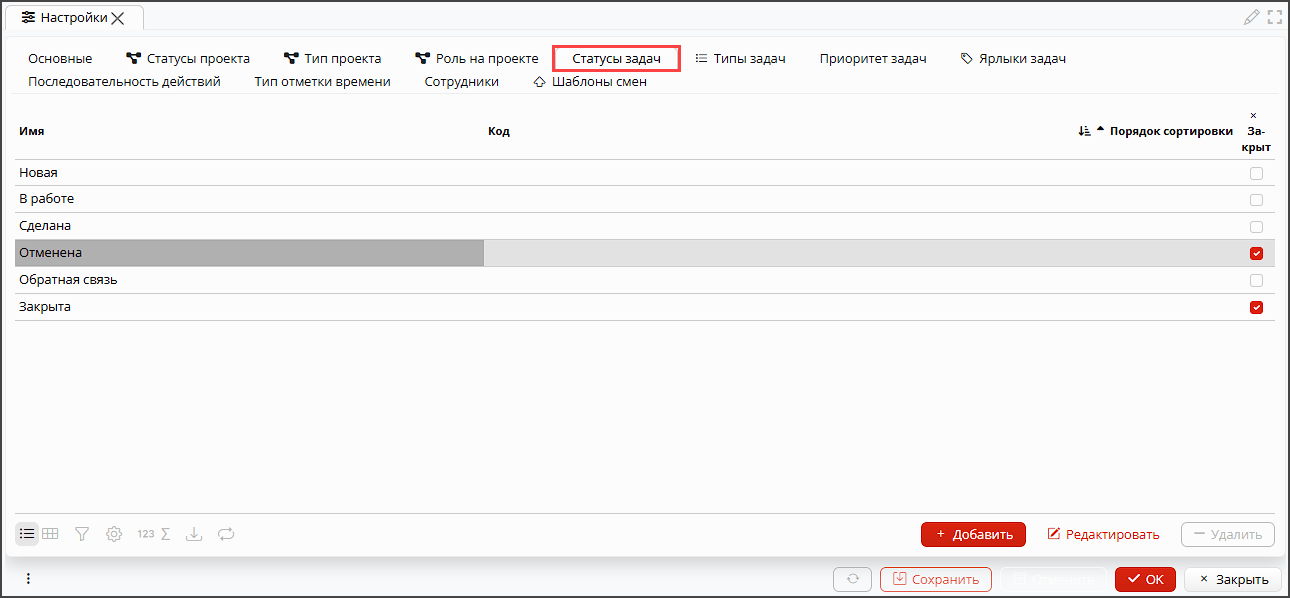 Настройки
Основные Статусы проекта Тип проекта Роль на проекте Статусы задач Типы задач Приоритет задач Ярлыки задач
Последовательность действий Тип отметки времени Сотрудники Шаблоны смен
Имя Код Порядок сортировки За-
крыт
Новая
В работе
Сделана
Отменена
Обратная связь
Закрыта
123 Σ + Добавить Редактировать Удалить
Сохранить Отменить OK Закрыть